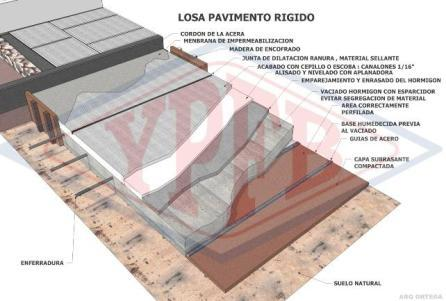 LOSA PAVIMENTO RIGIDO
CORDON DE LA ACERA
MENBRANA DE IMPERMEABILIZACION
MADERA DE ENCOFRADO
JUNTA DE DILATACION RANURA , MATERIAL SELLANTE
ACABADO CON CEPILLO O ESCOBA : CANALONES 1/16"
ALISADO Y NIVELADO CON APLANADORA
EMPAREJAMIENTO Y ENRASADO DEL HORMIGON
VACIADO HORMIGON CON ESPARCIDOR
EVITAR SEGREGACION DE MATERIAL
AREA CORRECTAMENTE
PERFILADA
BASE HUMEDECIDA PREVIA
AL VACIADO
GUIAS DE ACERO
CAPA SUBRASANTE
COMPACTADA
YPFB
ENFERRADURA
SUELO NATURAL
ARQ ORTEGA